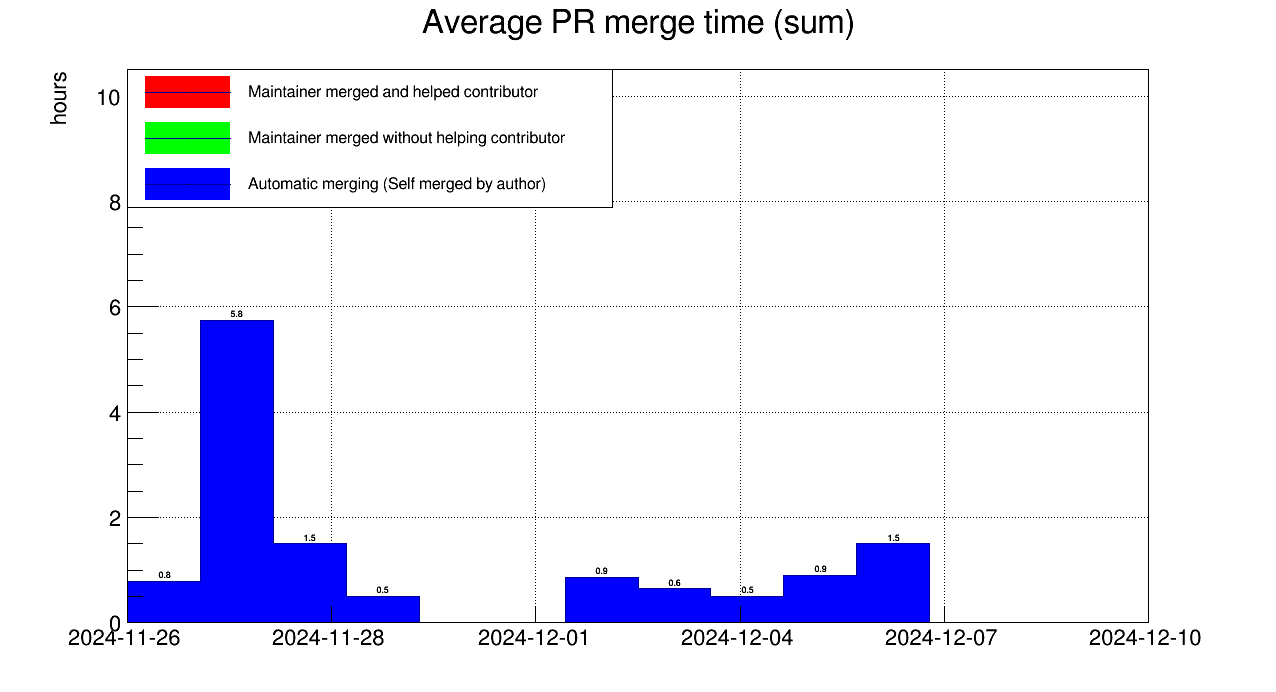 Average PR merge time (sum)
hours
Maintainer merged and helped contributor
Maintainer merged without helping contributor
Automatic merging (Self merged by author)
10
8
6
4
2
0
5.8
1.5
0.8
0.5
0.9
0.6
0.5
0.9
1.5
2024-11-26 2024-11-28 2024-12-01 2024-12-04 2024-12-07 2024-12-10